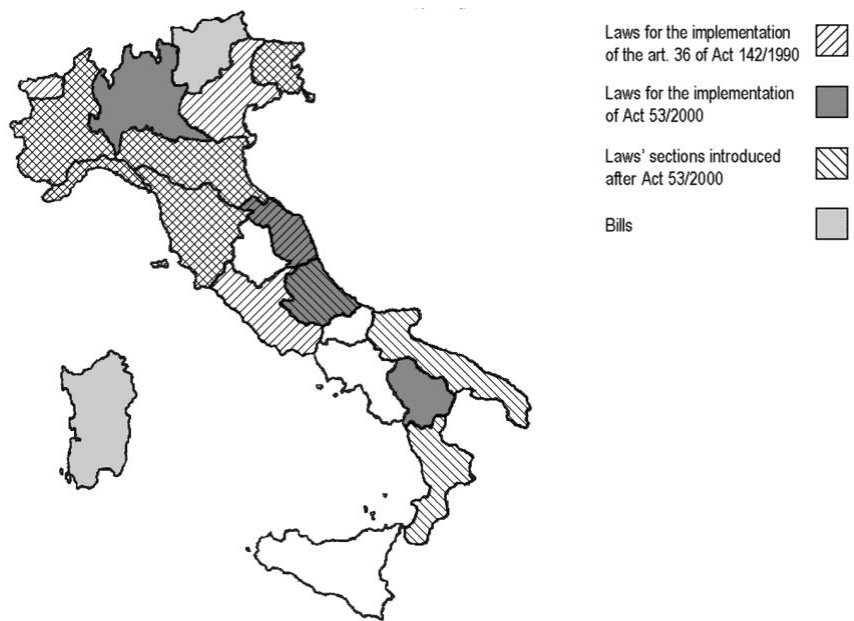 Laws for the implementation
of the art. 36 of Act 142/1990
Laws for the implementation
of Act 53/2000
Laws' sections introduced
after Act 53/2000
Bills